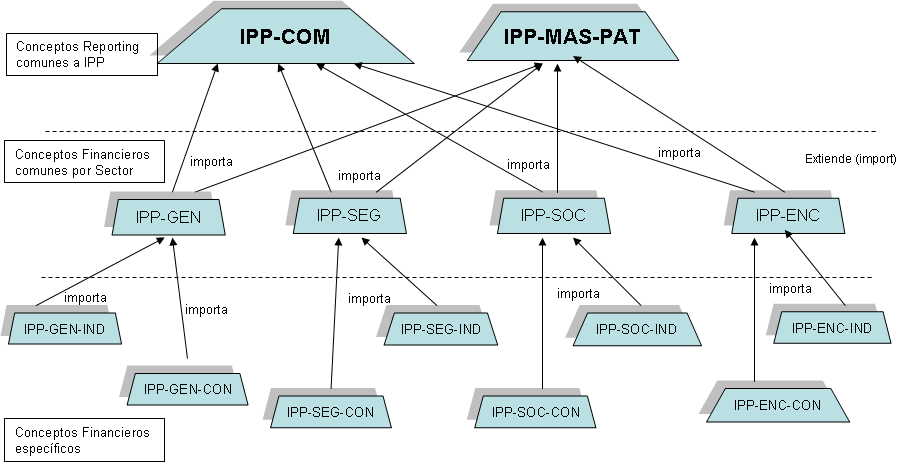 IPP-COM
IPP-MAS-PAT
Conceptos Reporting
comunes a IPP
Conceptos Financieros
comunes por Sector
importa
importa
importa
importa
Extiende (import)
IPP-GEN
IPP-SEG
IPP-SOC
IPP-ENC
importa
importa
importa
importa
importa
IPP-GEN-IND
IPP-SEG-IND
IPP-SOC-IND
IPP-ENC-IND
IPP-GEN-CON
IPP-SEG-CON
IPP-SOC-CON
IPP-ENC-CON
Conceptos Financieros
específicos